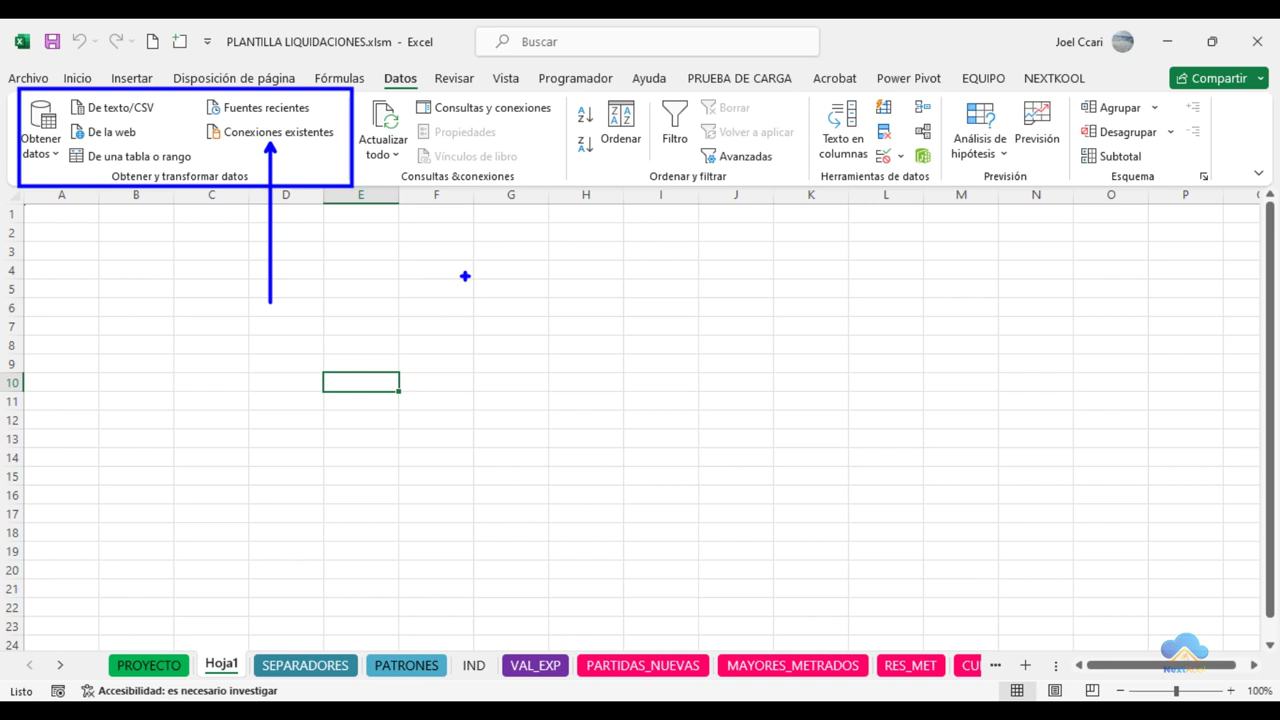 PLANTILLA LIQUIDACIONES.xlsm - Excel
Buscar
Joel Ccari
Archivo Inicio Insertar Disposición de página Fórmulas Datos Revisar Vista Programador Ayuda PRUEBA DE CARGA Acrobat Power Pivot EQUIPO NEXTKOOL Compartir
Obtener datos
De texto/CSV
De la web
De una tabla o rango
Fuentes recientes
Conexiones existentes
Obtener y transformar datos
Actualizar todo
Consultas y conexiones
Propiedades
Vínculos de libro
Consultas &conexiones
Ordenar
Filtro
Borrar
Volver a aplicar
Avanzadas
Ordenar y filtrar
Texto en columnas
Herramientas de datos
Análisis de hipótesis
Previsión
Previsión
Agrupar
Desagrupar
Subtotal
Esquema
A B C D E F G H I J K L M N O P
1
2
3
4
5
6
7
8
9
10
11
12
13
14
15
16
17
18
19
20
21
22
23
24
PROYECTO Hoja1 SEPARADORES PATRONES IND VAL_EXP PARTIDAS_NUEVAS MAYORES_METRADOS RES_MET
Listo
Accesibilidad: es necesario investigar
100%